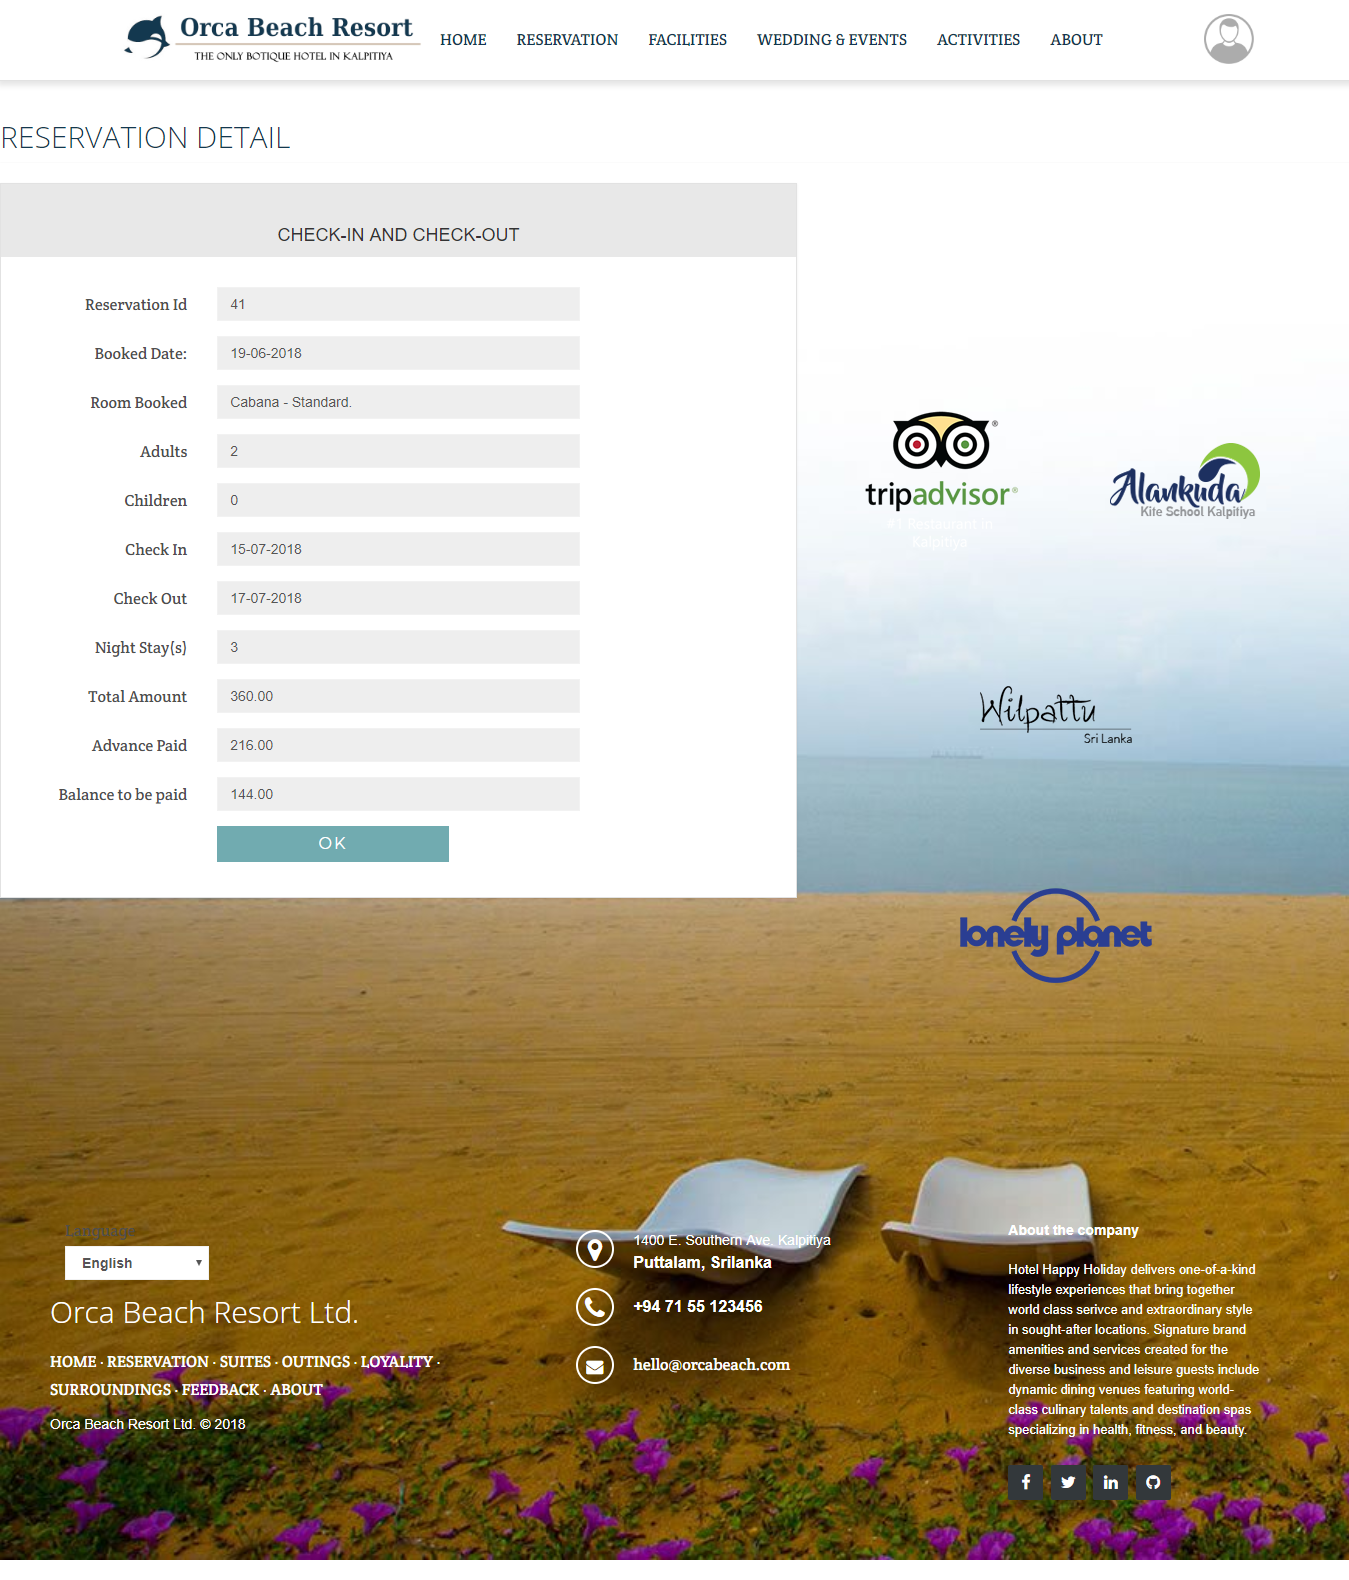 Orca Beach Resort
THE ONLY BOTIQUE HOTEL IN KALPITIYA
HOME RESERVATION FACILITIES WEDDING & EVENTS ACTIVITIES ABOUT
RESERVATION DETAIL
CHECK-IN AND CHECK-OUT
Reservation Id 41
Booked Date: 19-06-2018
Room Booked Cabana - Standard.
Adults 2
Children 0
Check In 15-07-2018
Check Out 17-07-2018
Night Stay(s) 3
Total Amount 360.00
Advance Paid 216.00
Balance to be paid 144.00
OK
tripadvisor®
#1 Restaurant in
Kalpitiya
Alankuda
Kite School Kalpitiya
Wilpattu
Sri Lanka
lonely planet
Language
English
Orca Beach Resort Ltd.
HOME · RESERVATION · SUITES · OUTINGS · LOYALITY ·
SURROUNDINGS · FEEDBACK · ABOUT
Orca Beach Resort Ltd. © 2018
1400 E. Southern Ave. Kalpitiya
Puttalam, Srilanka
+94 71 55 123456
hello@orcabeach.com
About the company
Hotel Happy Holiday delivers one-of-a-kind
lifestyle experiences that bring together
world class serivce and extraordinary style
in sought-after locations. Signature brand
amenities and services created for the
diverse business and leisure guests include
dynamic dining venues featuring world-
class culinary talents and destination spas
specializing in health, fitness, and beauty.